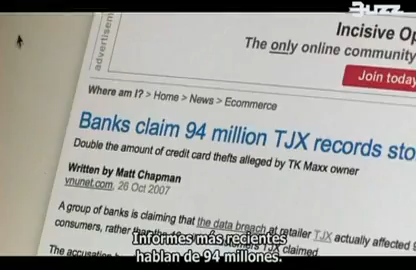 Buzz
advertisem
Incisive Op
The only online community
Join today
Where am I? > Home > News > Ecommerce
Banks claim 94 million TJX records sto
Double the amount of credit card thefts alleged by TK Maxx owner
Written by Matt Chapman
vnunet.com, 26 Oct 2007
A group of banks is claiming that the data breach at retailer TJX actually affected 9
consumers, rather than the customers TJX claimed
The accusation
Informes más recientes
hablan de 94 millones.